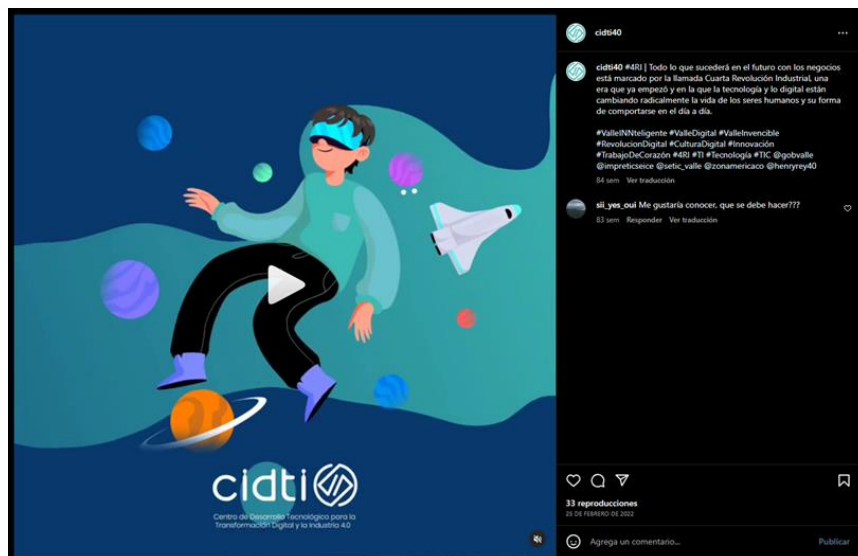 cidti
Centro de Desarrollo Tecnológico para la
Transformación Digital y la Industria 4.0
cidti40
cidti40 #4RI | Todo lo que sucederá en el futuro con los negocios
está marcado por la llamada Cuarta Revolución Industrial, una
era que ya empezó y en la que la tecnología y lo digital están
cambiando radicalmente la vida de los seres humanos y su forma
de comportarse en el día a día.
#ValleINNteligente #ValleDigital #ValleInvencible
#RevolucionDigital #CulturaDigital #Innovación
#TrabajoDeCorazón #4RI #TI #Tecnología #TIC @gobvalle
@impreticseice @setic_valle @zonamericaco @henryrey40
84 sem Ver traducción
sii_yes_oui Me gustaría conocer, que se debe hacer???
83 sem Responder Ver traducción
33 reproducciones
25 DE FEBRERO DE 2022
Agrega un comentario...
Publicar